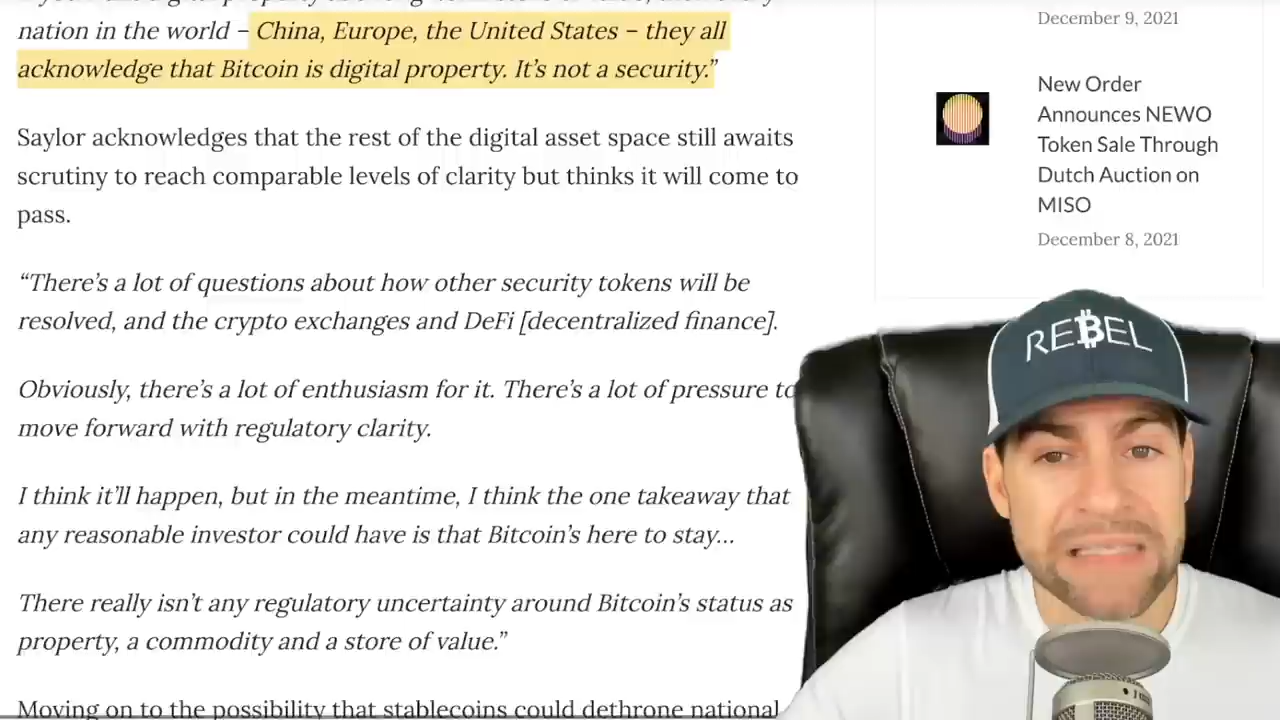 nation in the world – China, Europe, the United States – they all
acknowledge that Bitcoin is digital property. It’s not a security.”
Saylor acknowledges that the rest of the digital asset space still awaits
scrutiny to reach comparable levels of clarity but thinks it will come to
pass.
“There’s a lot of questions about how other security tokens will be
resolved, and the crypto exchanges and DeFi [decentralized finance].
Obviously, there’s a lot of enthusiasm for it. There’s a lot of pressure to
move forward with regulatory clarity.
I think it’ll happen, but in the meantime, I think the one takeaway that
any reasonable investor could have is that Bitcoin’s here to stay…
There really isn’t any regulatory uncertainty around Bitcoin’s status as
property, a commodity and a store of value.”
Moving on to the possibility that stablecoins could dethrone national
December 9, 2021
New Order
Announces NEWO
Token Sale Through
Dutch Auction on
MISO
December 8, 2021
REBEL